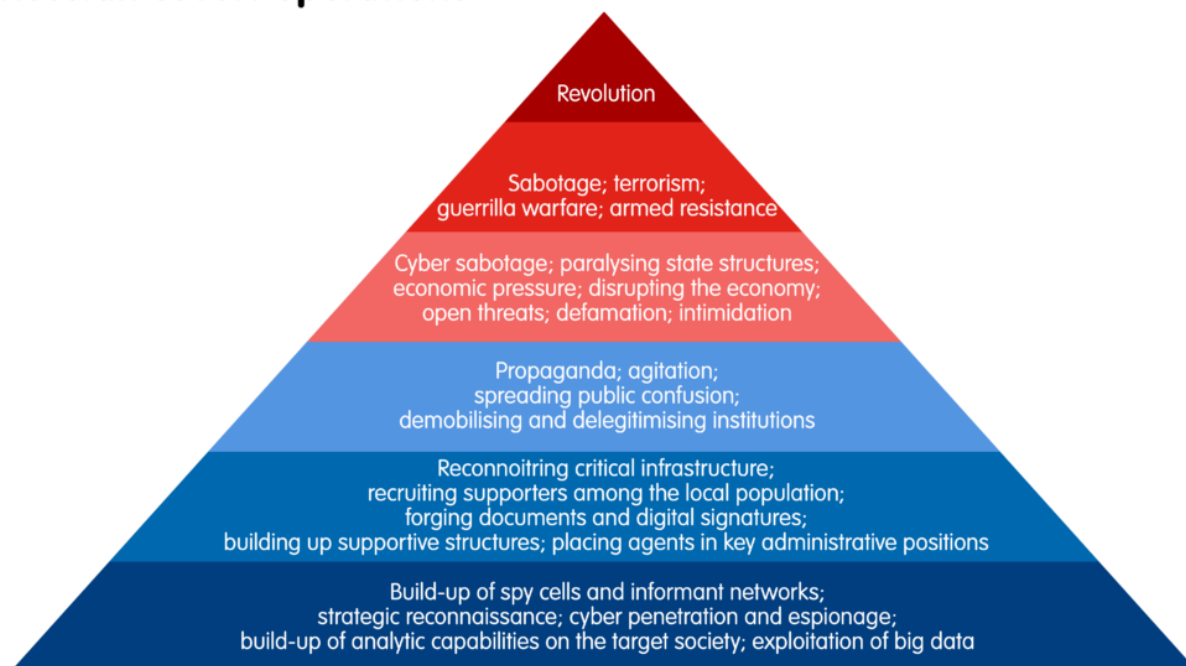 Revolution
Sabotage; terrorism;
guerrilla warfare; armed resistance
Cyber sabotage; paralysing state structures;
economic pressure; disrupting the economy;
open threats; defamation; intimidation
Propaganda; agitation;
spreading public confusion;
demobilising and delegitimising institutions
Reconnoitring critical infrastructure;
recruiting supporters among the local population;
forging documents and digital signatures;
building up supportive structures; placing agents in key administrative positions
Build-up of spy cells and informant networks;
strategic reconnaissance; cyber penetration and espionage;
build-up of analytic capabilities on the target society; exploitation of big data